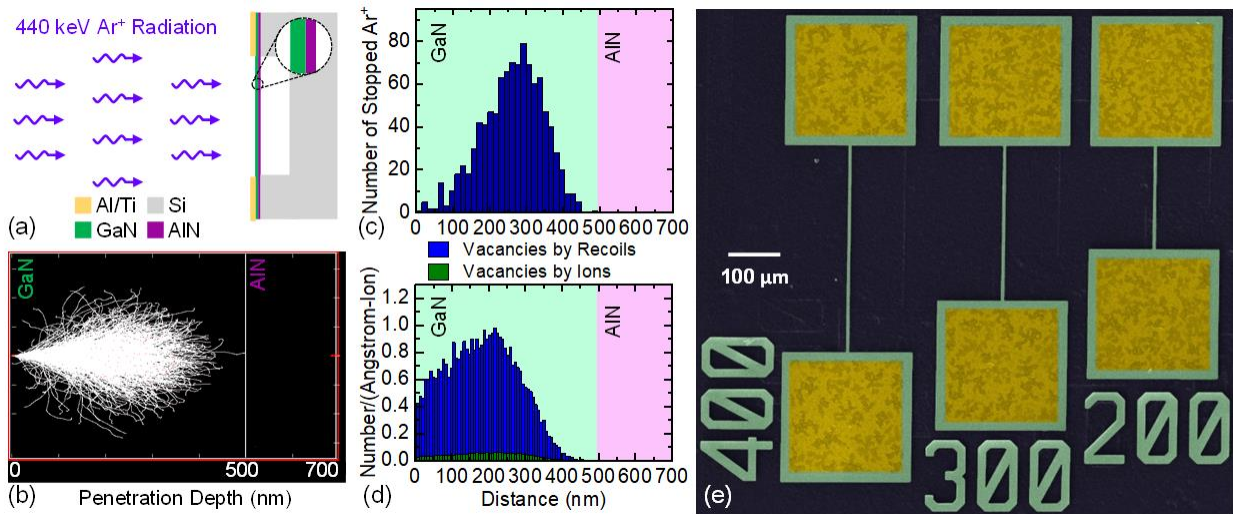 440 keV Ar⁺ Radiation
Al/Ti
Si
GaN
AlN
(a)
GaN
AlN
0
500
700
(b)
Penetration Depth (nm)
Number of Stopped Ar⁺
80
60
40
20
0
GaN
AlN
0 100 200 300 400 500 600 700
(c)
Vacancies by Recoils
Vacancies by Ions
Number/(Angstrom-Ion)
1.2
1.0
0.8
0.6
0.4
0.2
0.0
GaN
AlN
0 100 200 300 400 500 600 700
(d)
Distance (nm)
100 μm
400
300
200
(e)